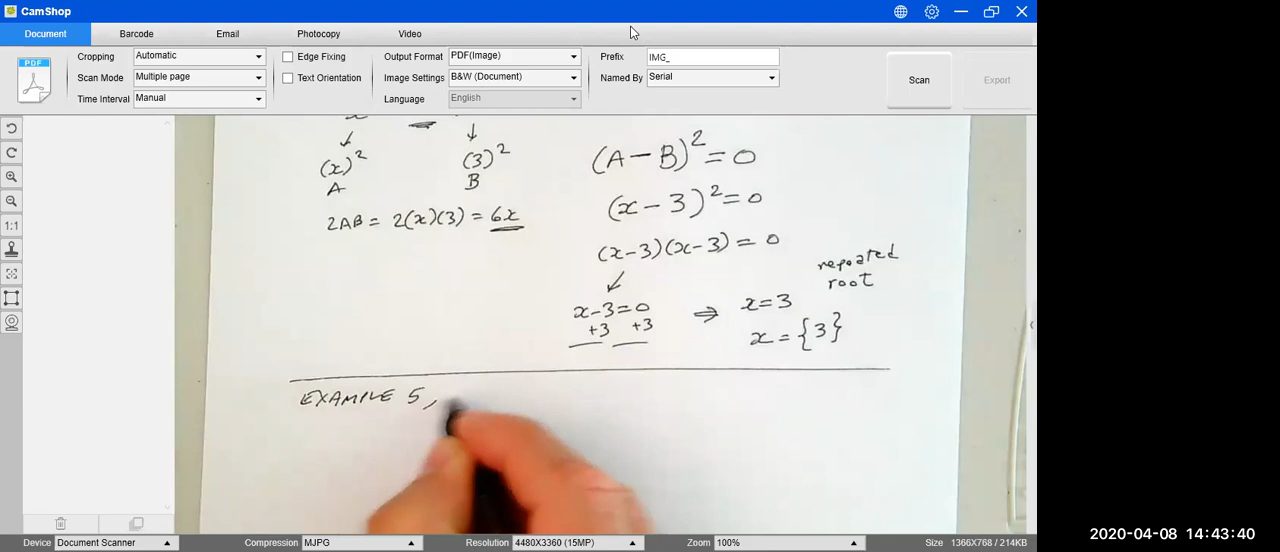 CamShop
Document Barcode Email Photocopy Video
PDF
Cropping Automatic Edge Fixing Output Format PDF(Image) Prefix IMG_
Scan Mode Multiple page Text Orientation Image Settings B&W (Document) Named By Serial
Time Interval Manual Language English
Scan Export
1:1
(x)² (3)²
A B
2AB = 2(x)(3) = 6x
(A − B)² = 0
(x − 3)² = 0
(x−3)(x−3) = 0
x−3=0 ⇒ x=3
+3 +3
repeated
root
x = {3}
EXAMPLE 5,
Device Document Scanner Compression MJPG Resolution 4480X3360 (15MP) Zoom 100% Size 1366X768 / 214KB
2020-04-08 14:43:40